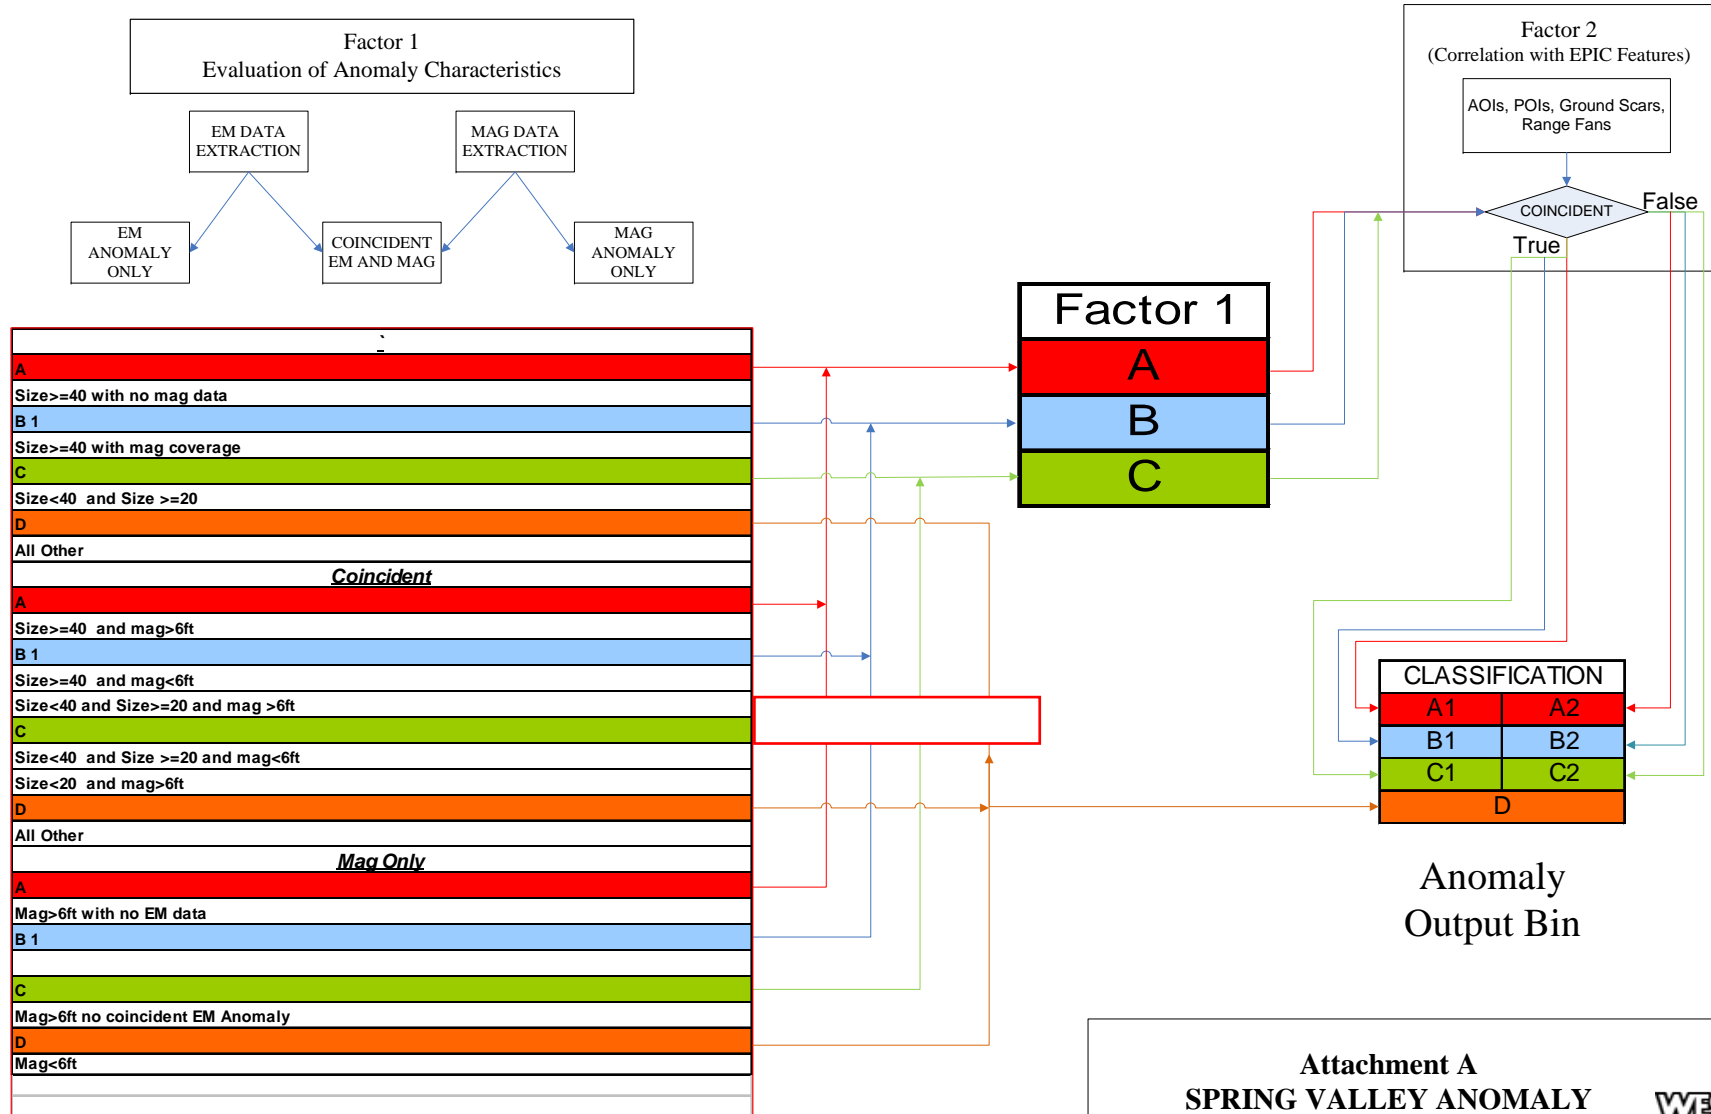 Factor 1
Evaluation of Anomaly Characteristics
EM DATA
EXTRACTION
MAG DATA
EXTRACTION
EM
ANOMALY
ONLY
COINCIDENT
EM AND MAG
MAG
ANOMALY
ONLY
Factor 2
(Correlation with EPIC Features)
AOIs, POIs, Ground Scars,
Range Fans
COINCIDENT
False
True
`
A
Size>=40 with no mag data
B 1
Size>=40 with mag coverage
C
Size<40 and Size >=20
D
All Other
Coincident
A
Size>=40 and mag>6ft
B 1
Size>=40 and mag<6ft
Size<40 and Size>=20 and mag >6ft
C
Size<40 and Size >=20 and mag<6ft
Size<20 and mag>6ft
D
All Other
Mag Only
A
Mag>6ft with no EM data
B 1
C
Mag>6ft no coincident EM Anomaly
D
Mag<6ft
Factor 1
A
B
C
CLASSIFICATION
A1 A2
B1 B2
C1 C2
D
Anomaly
Output Bin
Attachment A
SPRING VALLEY ANOMALY